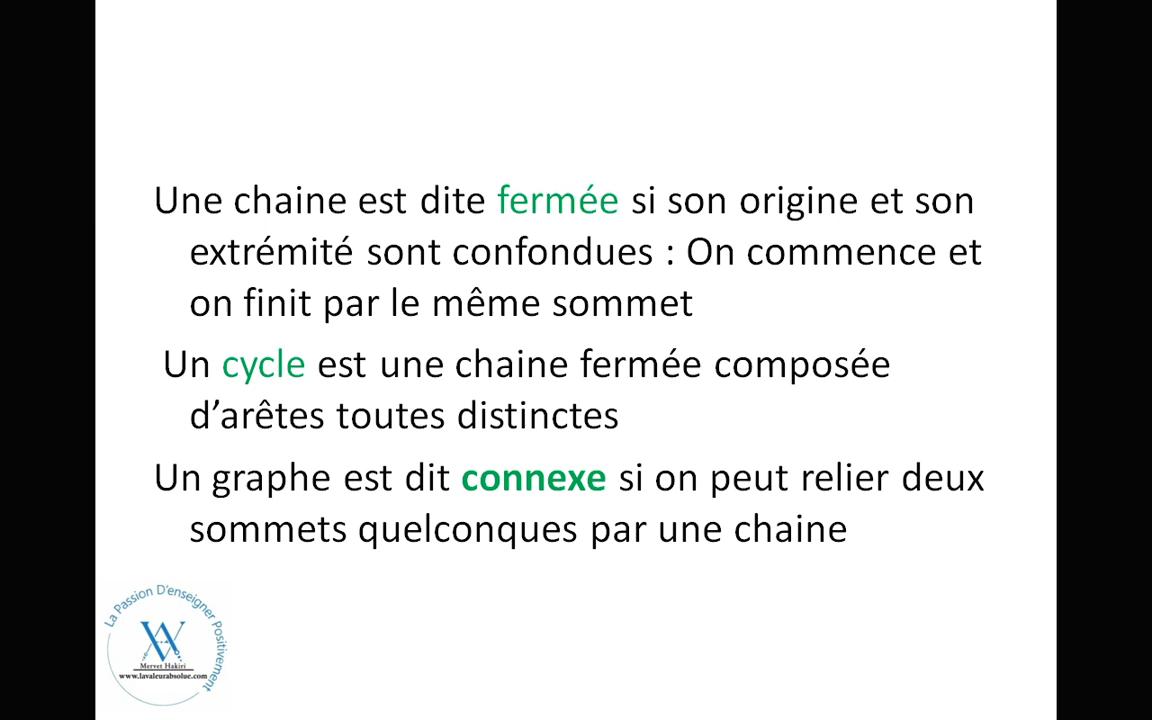 Une chaine est dite fermée si son origine et son
extrémité sont confondues : On commence et
on finit par le même sommet
Un cycle est une chaine fermée composée
d’arêtes toutes distinctes
Un graphe est dit connexe si on peut relier deux
sommets quelconques par une chaine
La Passion D'enseigner Positivement
Mervet Hakiri
www.lavaleurabsolue.com